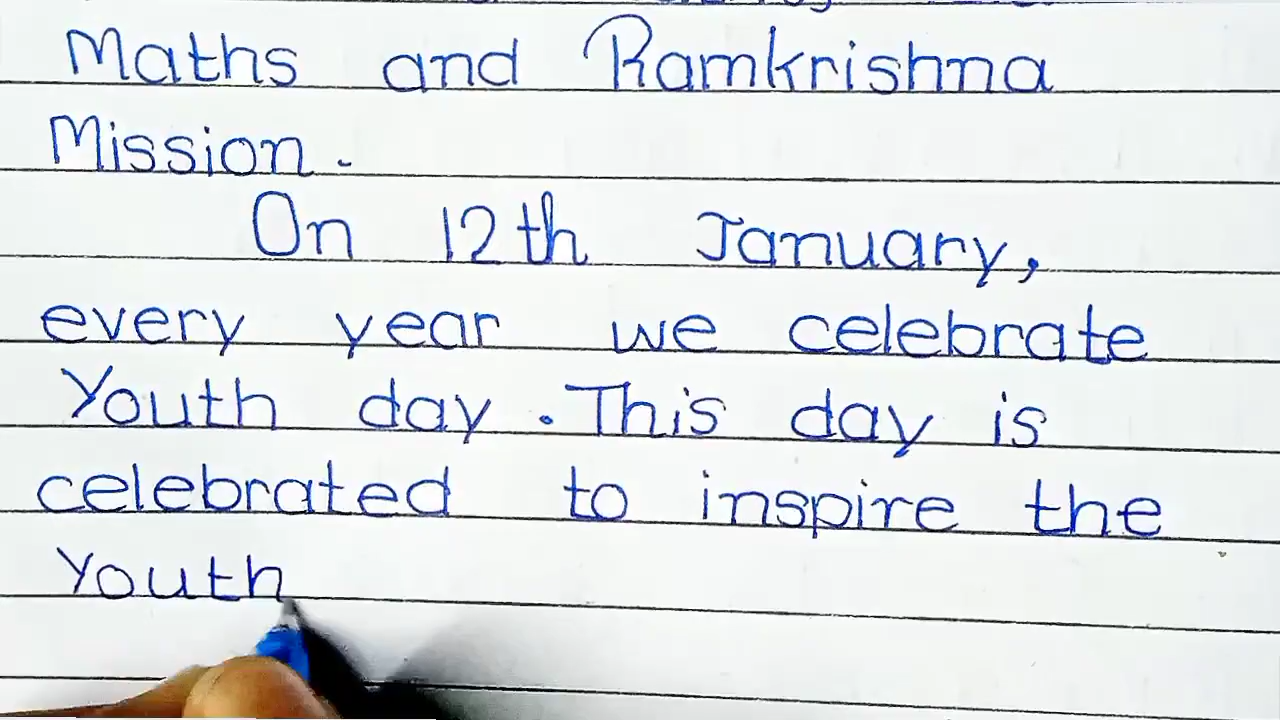 Maths and Ramkrishna
Mission.
On 12th January,
every year we celebrate
Youth day. This day is
celebrated to inspire the
Youth